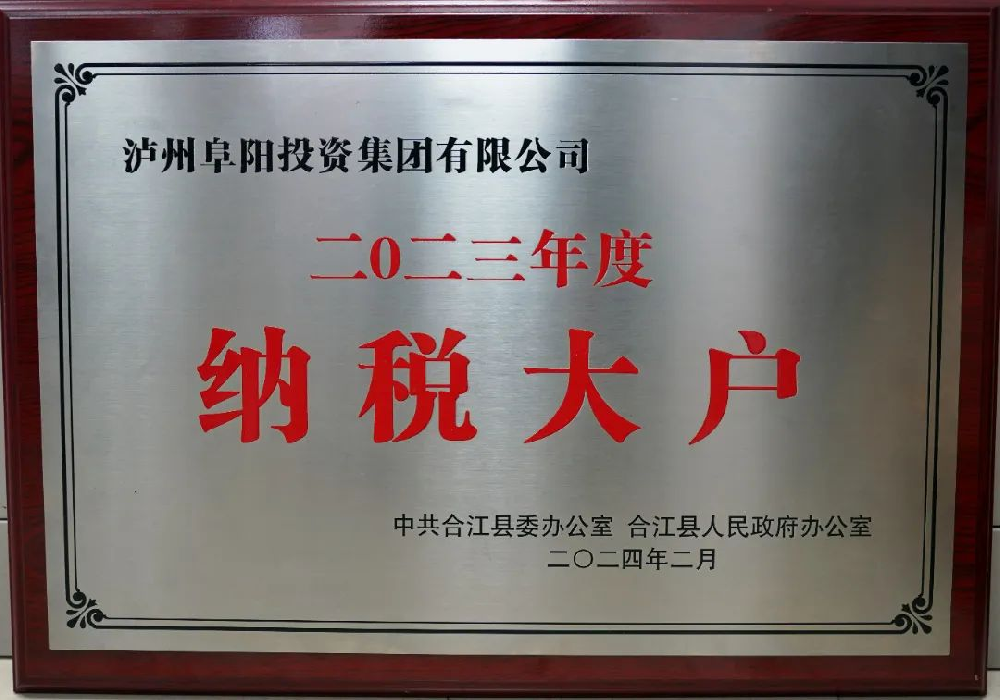 泸州阜阳投资集团有限公司
二0二三年度
纳税大户
中共合江县委办公室 合江县人民政府办公室
二〇二四年二月